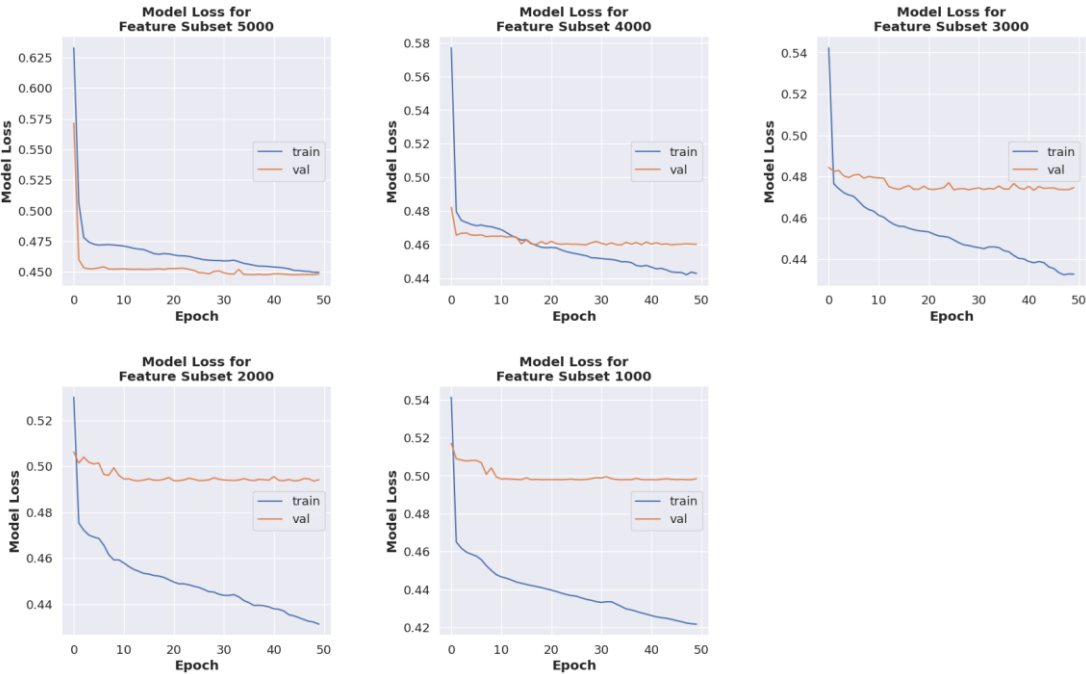 Model Loss for
Feature Subset 5000
Model Loss
0.625
0.600
0.575
0.550
0.525
0.500
0.475
0.450
train
val
0 10 20 30 40 50
Epoch
Model Loss for
Feature Subset 4000
Model Loss
0.58
0.56
0.54
0.52
0.50
0.48
0.46
0.44
train
val
0 10 20 30 40 50
Epoch
Model Loss for
Feature Subset 3000
Model Loss
0.54
0.52
0.50
0.48
0.46
0.44
train
val
0 10 20 30 40 50
Epoch
Model Loss for
Feature Subset 2000
Model Loss
0.52
0.50
0.48
0.46
0.44
train
val
0 10 20 30 40 50
Epoch
Model Loss for
Feature Subset 1000
Model Loss
0.54
0.52
0.50
0.48
0.46
0.44
0.42
train
val
0 10 20 30 40 50
Epoch